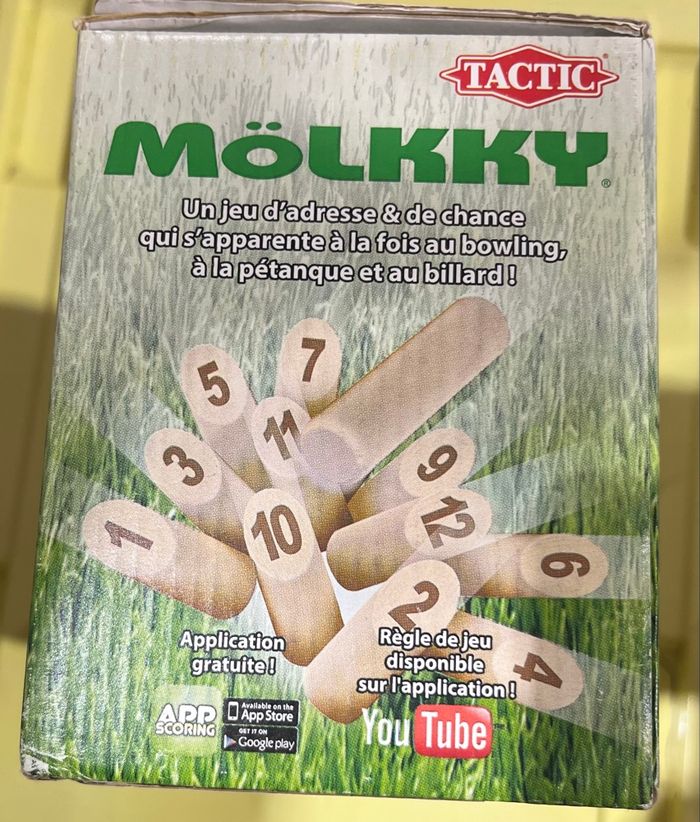 TACTIC
MÖLKKY®
Un jeu d'adresse & de chance
qui s'apparente à la fois au bowling,
à la pétanque et au billard !
7
5
11
3
9
12
10
1
6
2
4
Application
gratuite !
Règle de jeu
disponible
sur l'application !
APP
SCORING
Available on the
App Store
GET IT ON
Google play
YouTube